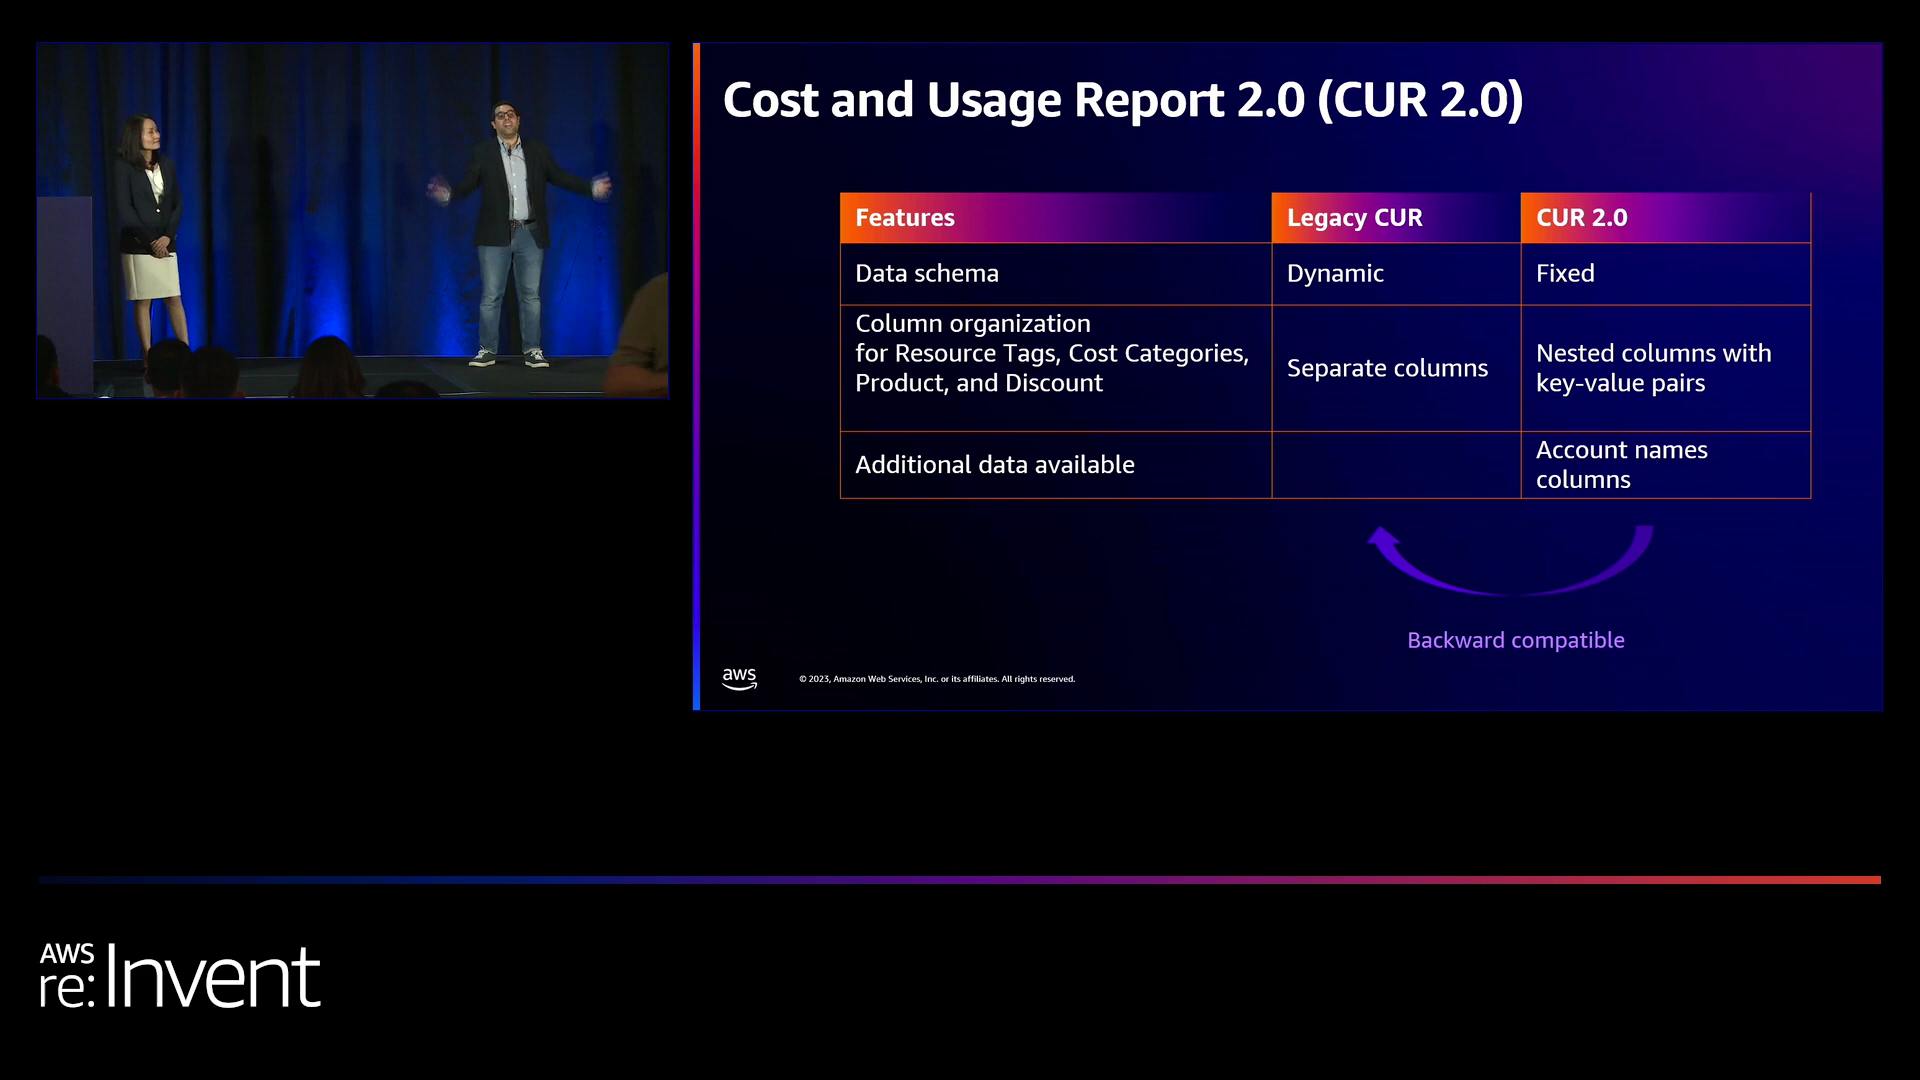 Cost and Usage Report 2.0 (CUR 2.0)
Features
Legacy CUR
CUR 2.0
Data schema
Dynamic
Fixed
Column organization
for Resource Tags, Cost Categories,
Product, and Discount
Separate columns
Nested columns with
key-value pairs
Additional data available
Account names
columns
Backward compatible
aws
© 2023, Amazon Web Services, Inc. or its affiliates. All rights reserved.
AWS
re:Invent